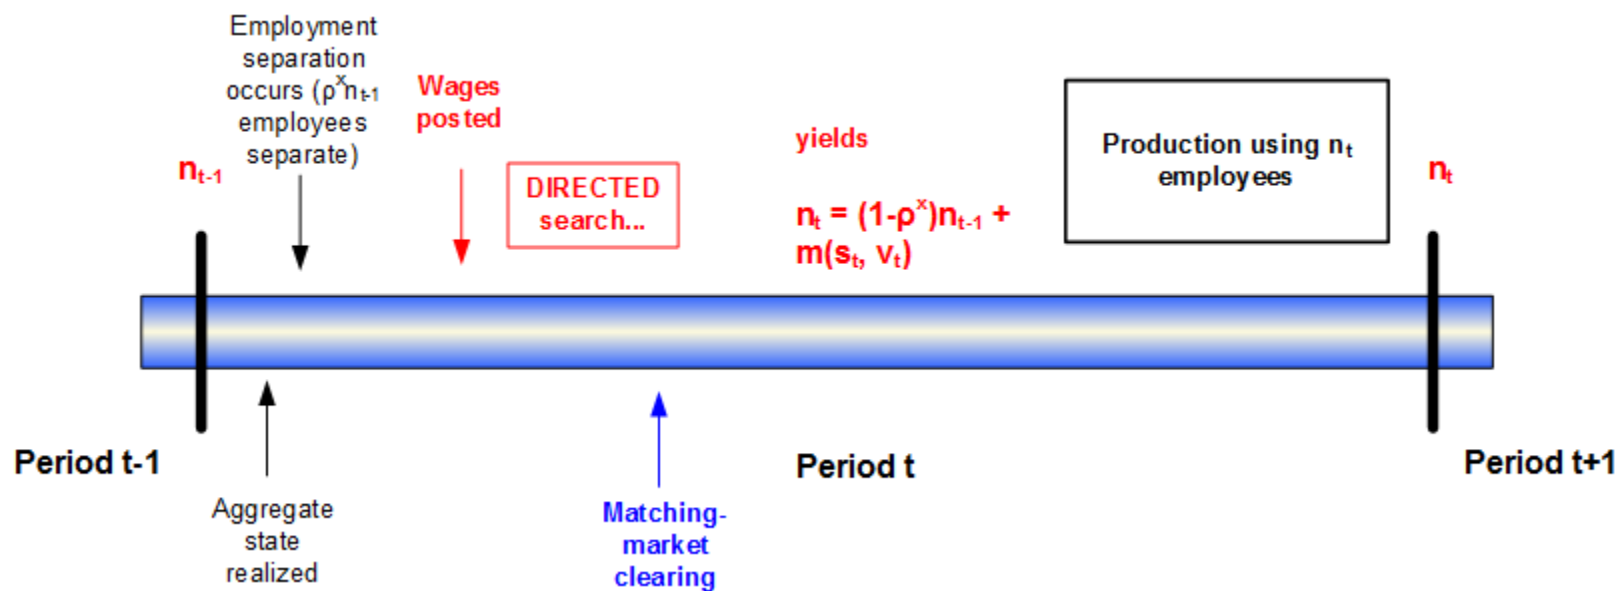 Employment
separation
occurs (ρˣnₜ₋₁
employees
separate)
nₜ₋₁
Wages
posted
DIRECTED
search...
yields
nₜ = (1-ρˣ)nₜ₋₁ +
m(sₜ, vₜ)
Production using nₜ
employees
nₜ
Period t-1
Aggregate
state
realized
Matching-
market
clearing
Period t
Period t+1